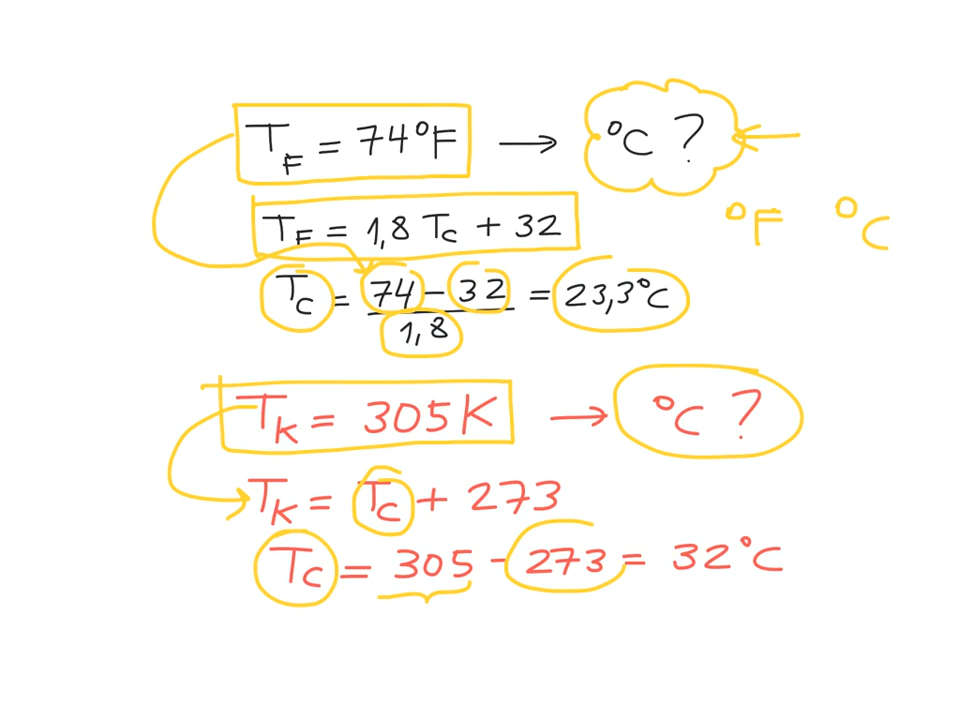 T_F = 74°F → °C ?
°F °C
T_F = 1,8 T_C + 32
T_C = 74 - 32 / 1,8 = 23,3°C
T_K = 305K → °C ?
T_K = T_C + 273
T_C = 305 - 273 = 32°C